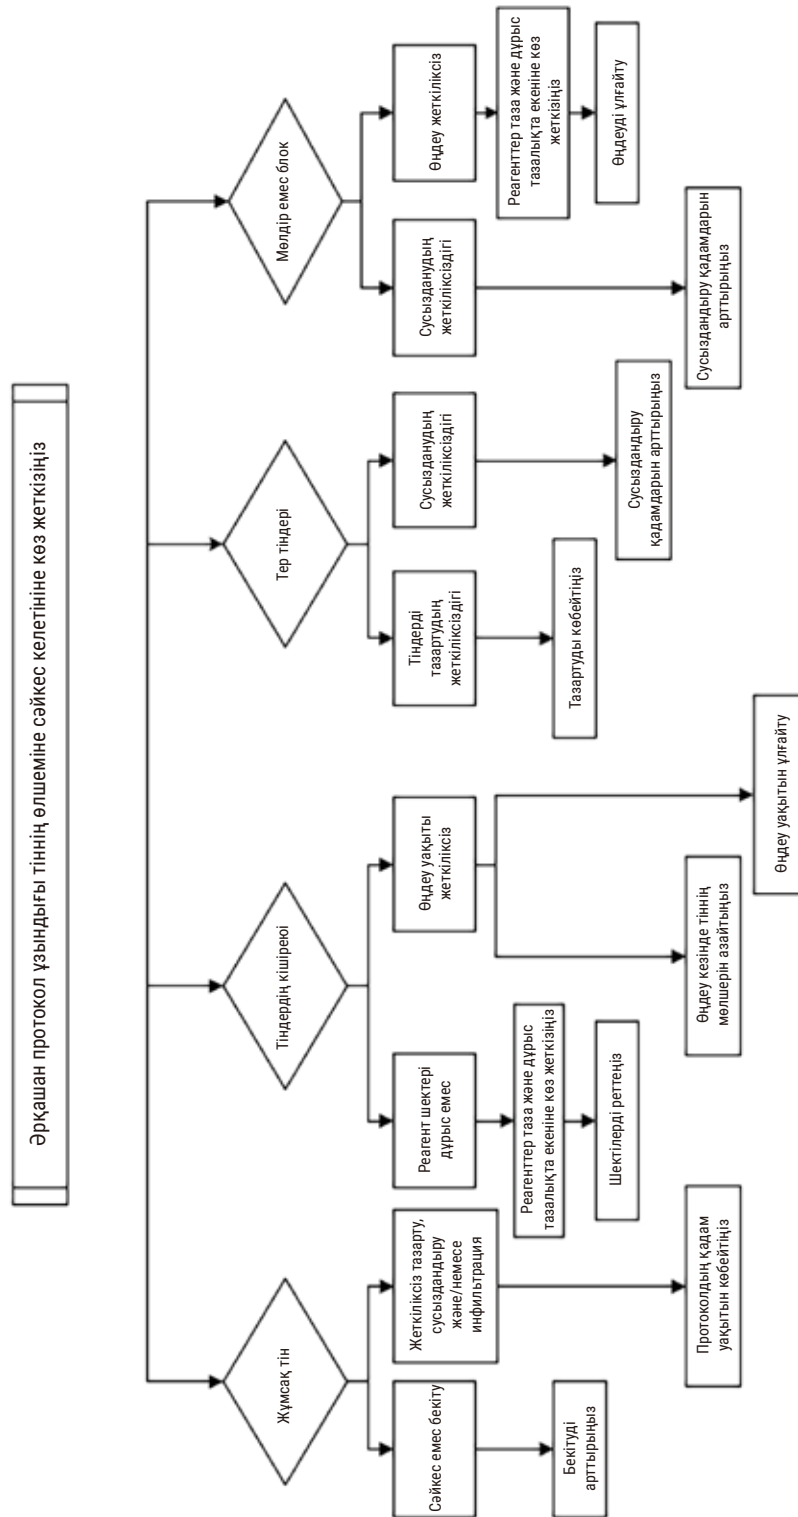 Әрқашан протокол ұзындығы тіннің өлшеміне сәйкес келетініне көз жеткізіңіз
Жұмсақ тін
Сәйкес емес бекіту
Бекітуді
арттырыңыз
Жеткіліксіз тазарту,
сусыздандыру
және/немесе
инфильтрация
Протоколдың қадам
уақытын көбейтіңіз
Тіндердің кішіреюі
Реагент шектері
дұрыс емес
Реагенттер таза және дұрыс
тазалықта екеніне көз жеткізіңіз
Шектілерді реттеңіз
Өңдеу уақыты
жеткіліксіз
Өңдеу кезінде тіннің
мөлшерін азайтыңыз
Өңдеу уақытын ұлғайту
Тер тіндері
Тіндерді
тазартудың
жеткіліксіздігі
Тазартуды көбейтіңіз
Сусызданудың
жеткіліксіздігі
Сусыздандыру
қадамдарын арттырыңыз
Мөлдір емес блок
Сусызданудың
жеткіліксіздігі
Сусыздандыру қадамдарын
арттырыңыз
Өңдеу жеткіліксіз
Реагенттер таза және дұрыс
тазалықта екеніне көз
жеткізіңіз
Өңдеуді ұлғайту